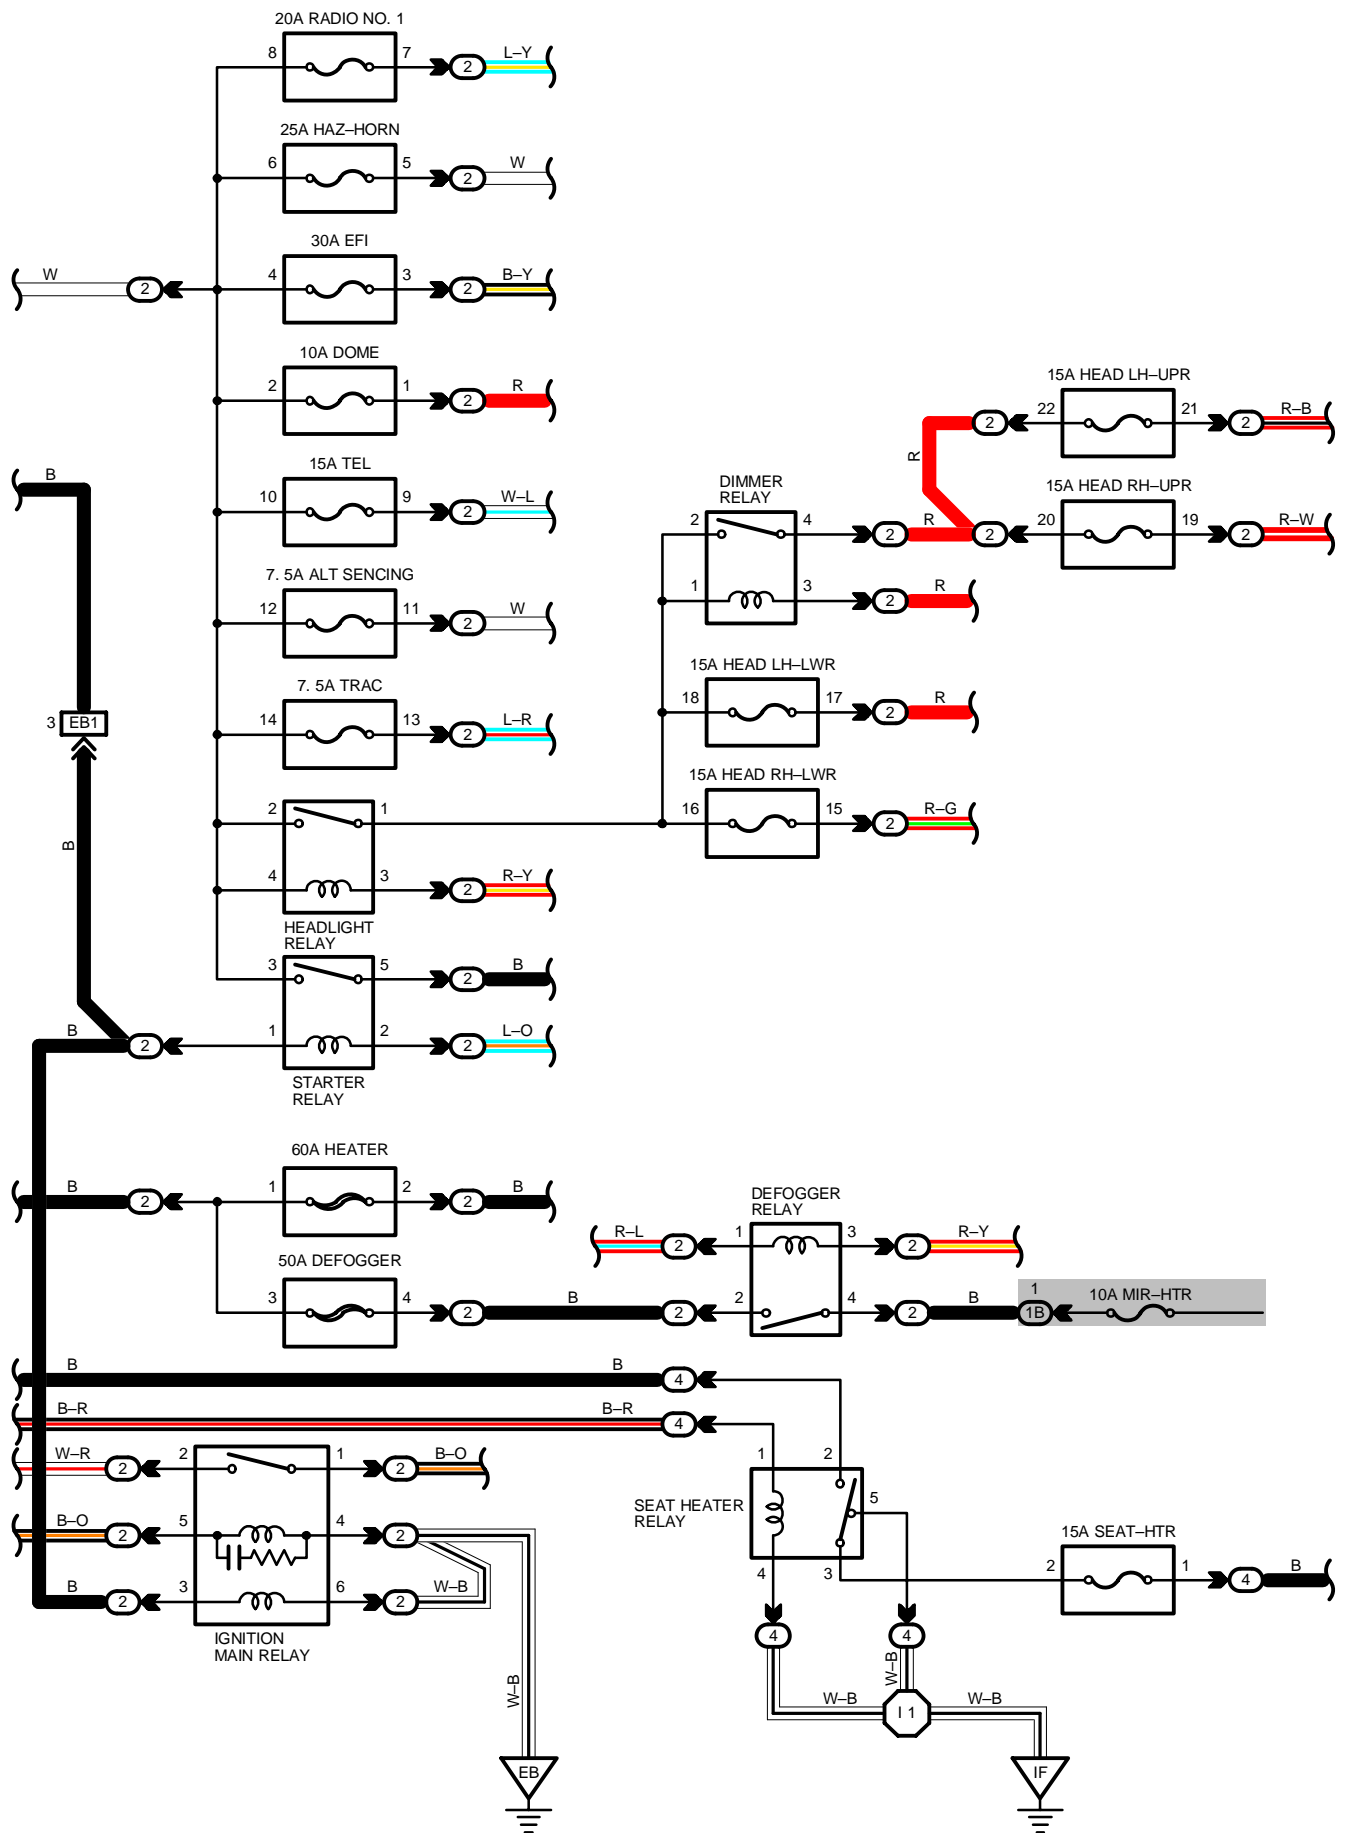 20A RADIO NO. 1
8 7 2 L–Y
25A HAZ–HORN
6 5 2 W
30A EFI
W 2 4 3 2 B–Y
10A DOME
2 1 2 R
15A HEAD LH–UPR
2 22 21 2 R–B
R
B
15A TEL
10 9 2 W–L
DIMMER
RELAY
15A HEAD RH–UPR
2 4 2 R 2 20 19 2 R–W
7. 5A ALT SENCING
12 11 2 W
1 3 2 R
15A HEAD LH–LWR
7. 5A TRAC
18 17 2 R
3 EB1
14 13 2 L–R
15A HEAD RH–LWR
2 1 16 15 2 R–G
B
4 3 2 R–Y
HEADLIGHT
RELAY
3 5 2 B
B 2 1 2 2 L–O
STARTER
RELAY
60A HEATER
B 2 1 2 2 B
DEFOGGER
RELAY
R–L 2 1 3 2 R–Y
50A DEFOGGER
3 4 2 B 2 2 4 2 B 1 1B 10A MIR–HTR
B B 4
B–R B–R 4
W–R 2 2 1 2 B–O
1 2
SEAT HEATER
RELAY
5
B–O 2 5 4 2
15A SEAT–HTR
4 3 2 1 4 B
B 2 3 6 2 W–B
IGNITION
MAIN RELAY
4 4
W–B
W–B
W–B I 1 W–B
EB IF